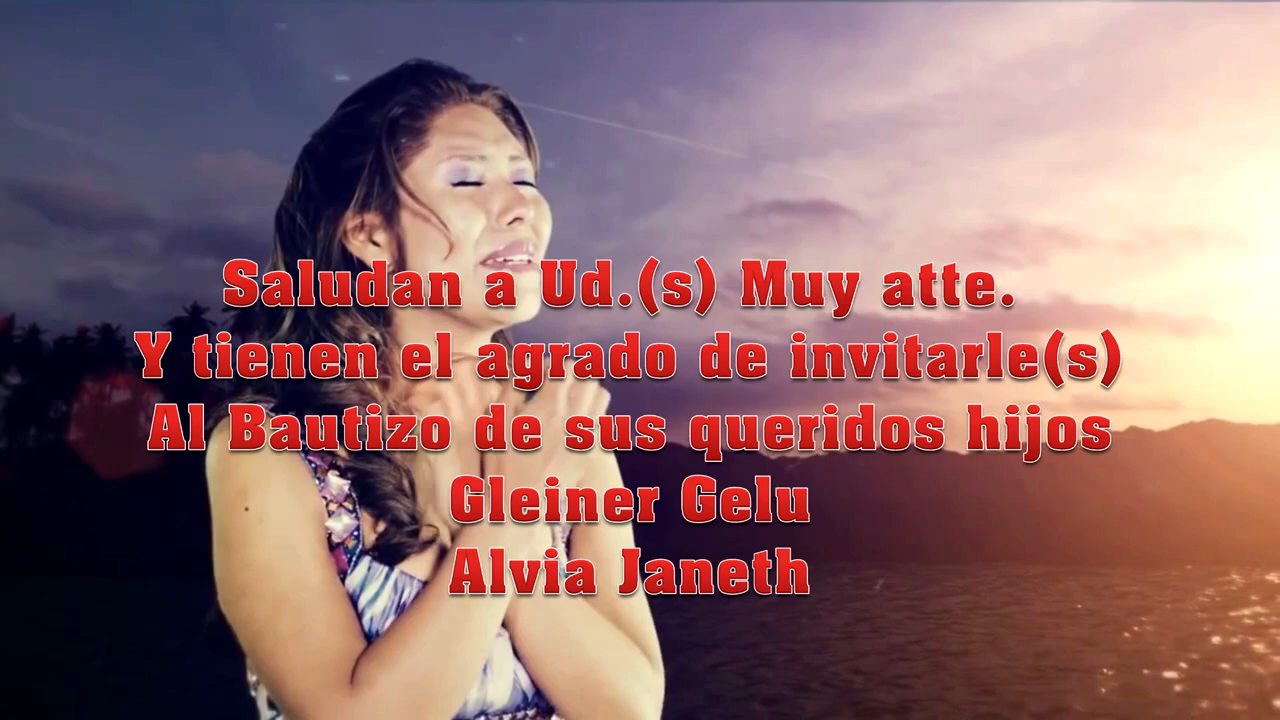 Saludan a Ud.(s) Muy atte.
Y tienen el agrado de invitarle(s)
Al Bautizo de sus queridos hijos
Gleiner Gelu
Alvia Janeth